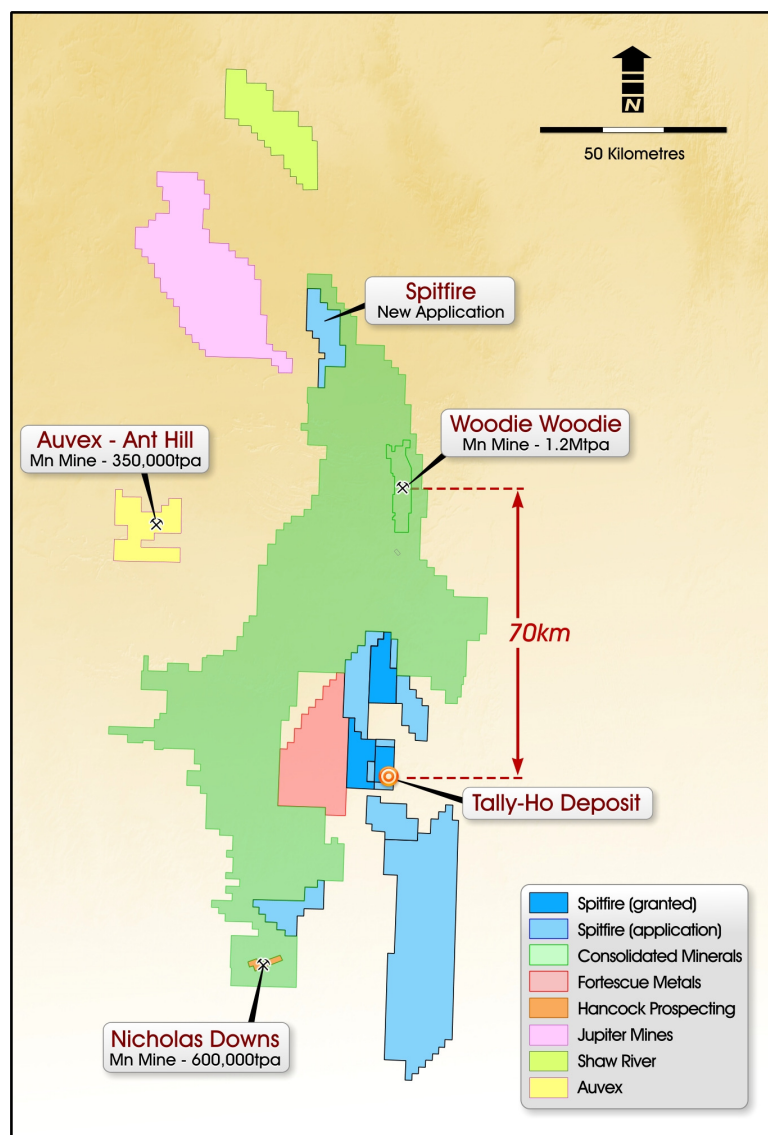 N
50 Kilometres
Spitfire
New Application
Woodie Woodie
Mn Mine - 1.2Mtpa
Auvex - Ant Hill
Mn Mine - 350,000tpa
70km
Tally-Ho Deposit
Nicholas Downs
Mn Mine - 600,000tpa
Spitfire (granted)
Spitfire (application)
Consolidated Minerals
Fortescue Metals
Hancock Prospecting
Jupiter Mines
Shaw River
Auvex